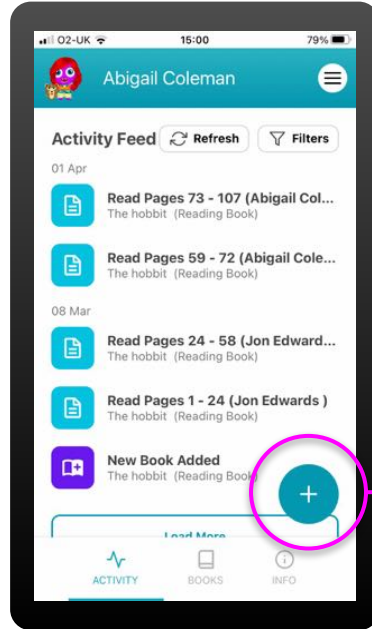 O2-UK 15:00 79%
Abigail Coleman
Activity Feed Refresh Filters
01 Apr
Read Pages 73 - 107 (Abigail Col...
The hobbit (Reading Book)
Read Pages 59 - 72 (Abigail Cole...
The hobbit (Reading Book)
08 Mar
Read Pages 24 - 58 (Jon Edward...
The hobbit (Reading Book)
Read Pages 1 - 24 (Jon Edwards )
The hobbit (Reading Book)
New Book Added
The hobbit (Reading Book
+
Load More
ACTIVITY BOOKS INFO